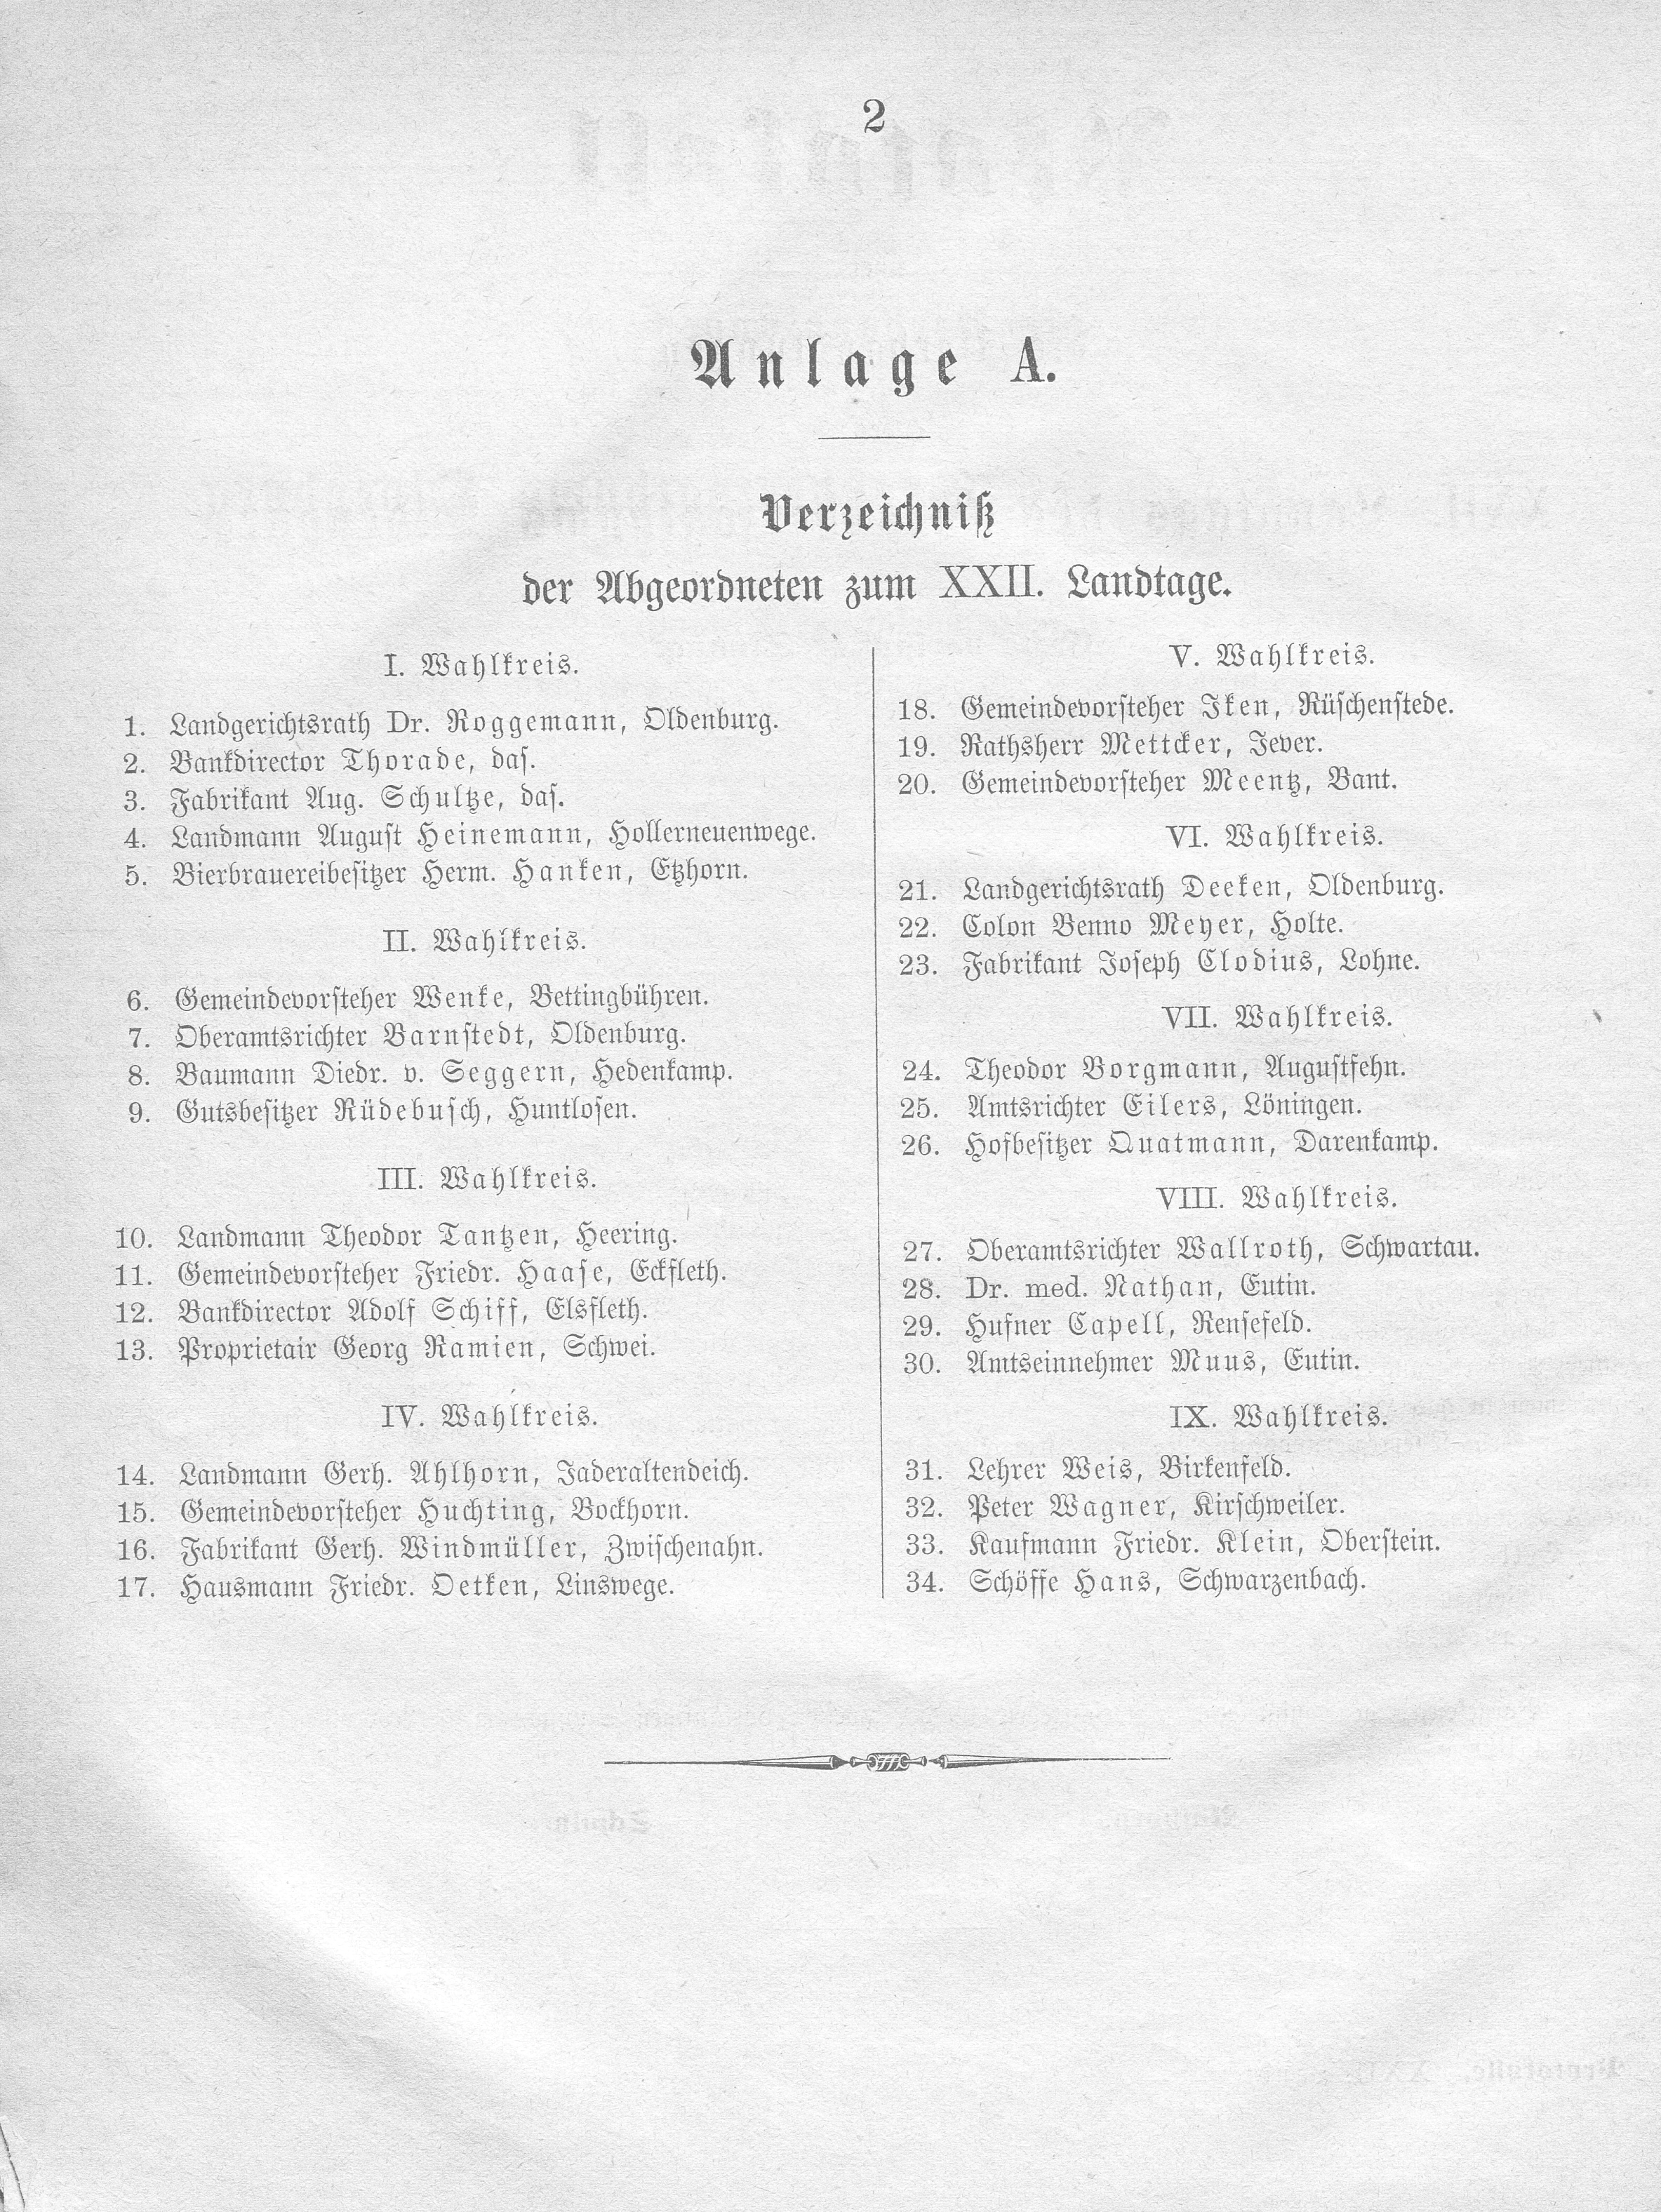 2
Anlage A.
Verzeichniß
der Abgeordneten zum XXII. Landtage.
I. Wahlkreis.
1. Landgerichtsrath Dr. Roggemann, Oldenburg.
2. Bankdirector Thorade, das.
3. Fabrikant Aug. Schultze, das.
4. Landmann August Heinemann, Hollerneuenwege.
5. Bierbrauereibesitzer Herm. Hanken, Etzhorn.
II. Wahlkreis.
6. Gemeindevorsteher Wenke, Bettingbühren.
7. Oberamtsrichter Barnstedt, Oldenburg.
8. Baumann Diedr. v. Seggern, Hedenkamp.
9. Gutsbesitzer Rüdebusch, Huntlosen.
III. Wahlkreis.
10. Landmann Theodor Tantzen, Heering.
11. Gemeindevorsteher Friedr. Haase, Eckfleth.
12. Bankdirector Adolf Schiff, Elsfleth.
13. Proprietair Georg Ramien, Schwei.
IV. Wahlkreis.
14. Landmann Gerh. Ahlhorn, Jaderaltendeich.
15. Gemeindevorsteher Huchting, Bockhorn.
16. Fabrikant Gerh. Windmüller, Zwischenahn.
17. Hausmann Friedr. Oetken, Linswege.
V. Wahlkreis.
18. Gemeindevorsteher Iken, Rüschenstede.
19. Rathsherr Mettcker, Jever.
20. Gemeindevorsteher Meentz, Bant.
VI. Wahlkreis.
21. Landgerichtsrath Deeken, Oldenburg.
22. Colon Benno Meyer, Holte.
23. Fabrikant Joseph Clodius, Lohne.
VII. Wahlkreis.
24. Theodor Borgmann, Augustfehn.
25. Amtsrichter Eilers, Löningen.
26. Hofbesitzer Quatmann, Darenkamp.
VIII. Wahlkreis.
27. Oberamtsrichter Wallroth, Schwartau.
28. Dr. med. Nathan, Eutin.
29. Hufner Capell, Rensefeld.
30. Amtseinnehmer Muus, Eutin.
IX. Wahlkreis.
31. Lehrer Weis, Birkenfeld.
32. Peter Wagner, Kirschweiler.
33. Kaufmann Friedr. Klein, Oberstein.
34. Schöffe Hans, Schwarzenbach.